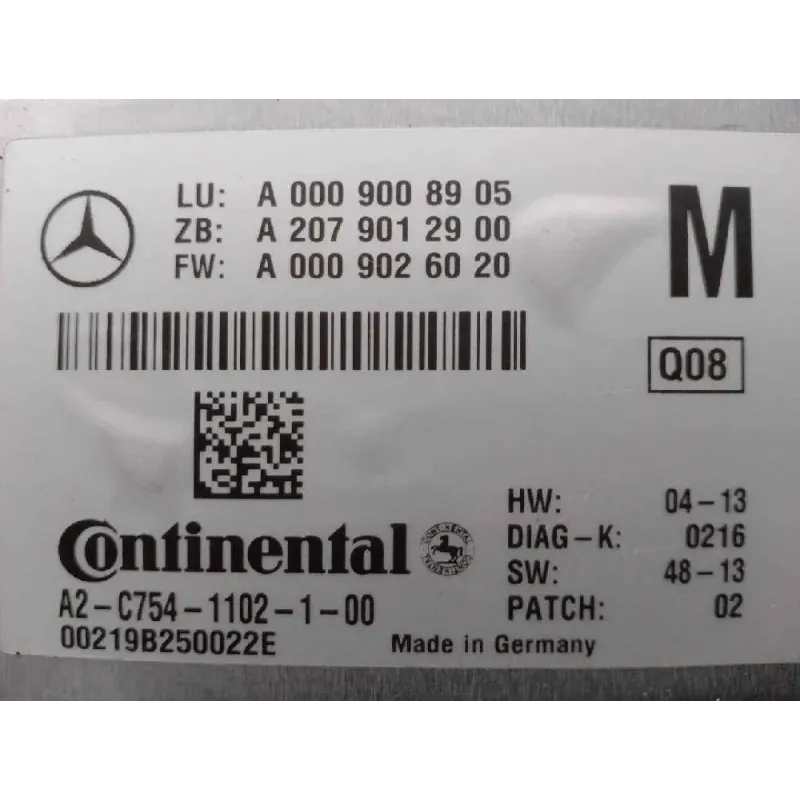 LU: A 000 900 89 05
ZB: A 207 901 29 00
FW: A 000 902 60 20
M
Q08
HW: 04-13
DIAG-K: 0216
SW: 48-13
PATCH: 02
Continental
A2-C754-1102-1-00
00219B250022E
Made in Germany